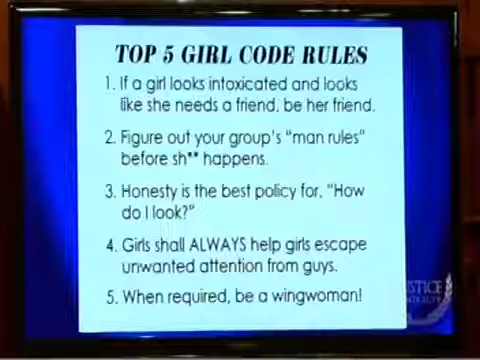 TOP 5 GIRL CODE RULES
1. If a girl looks intoxicated and looks
like she needs a friend, be her friend.
2. Figure out your group's "man rules"
before sh** happens.
3. Honesty is the best policy for, "How
do I look?"
4. Girls shall ALWAYS help girls escape
unwanted attention from guys.
5. When required, be a wingwoman!